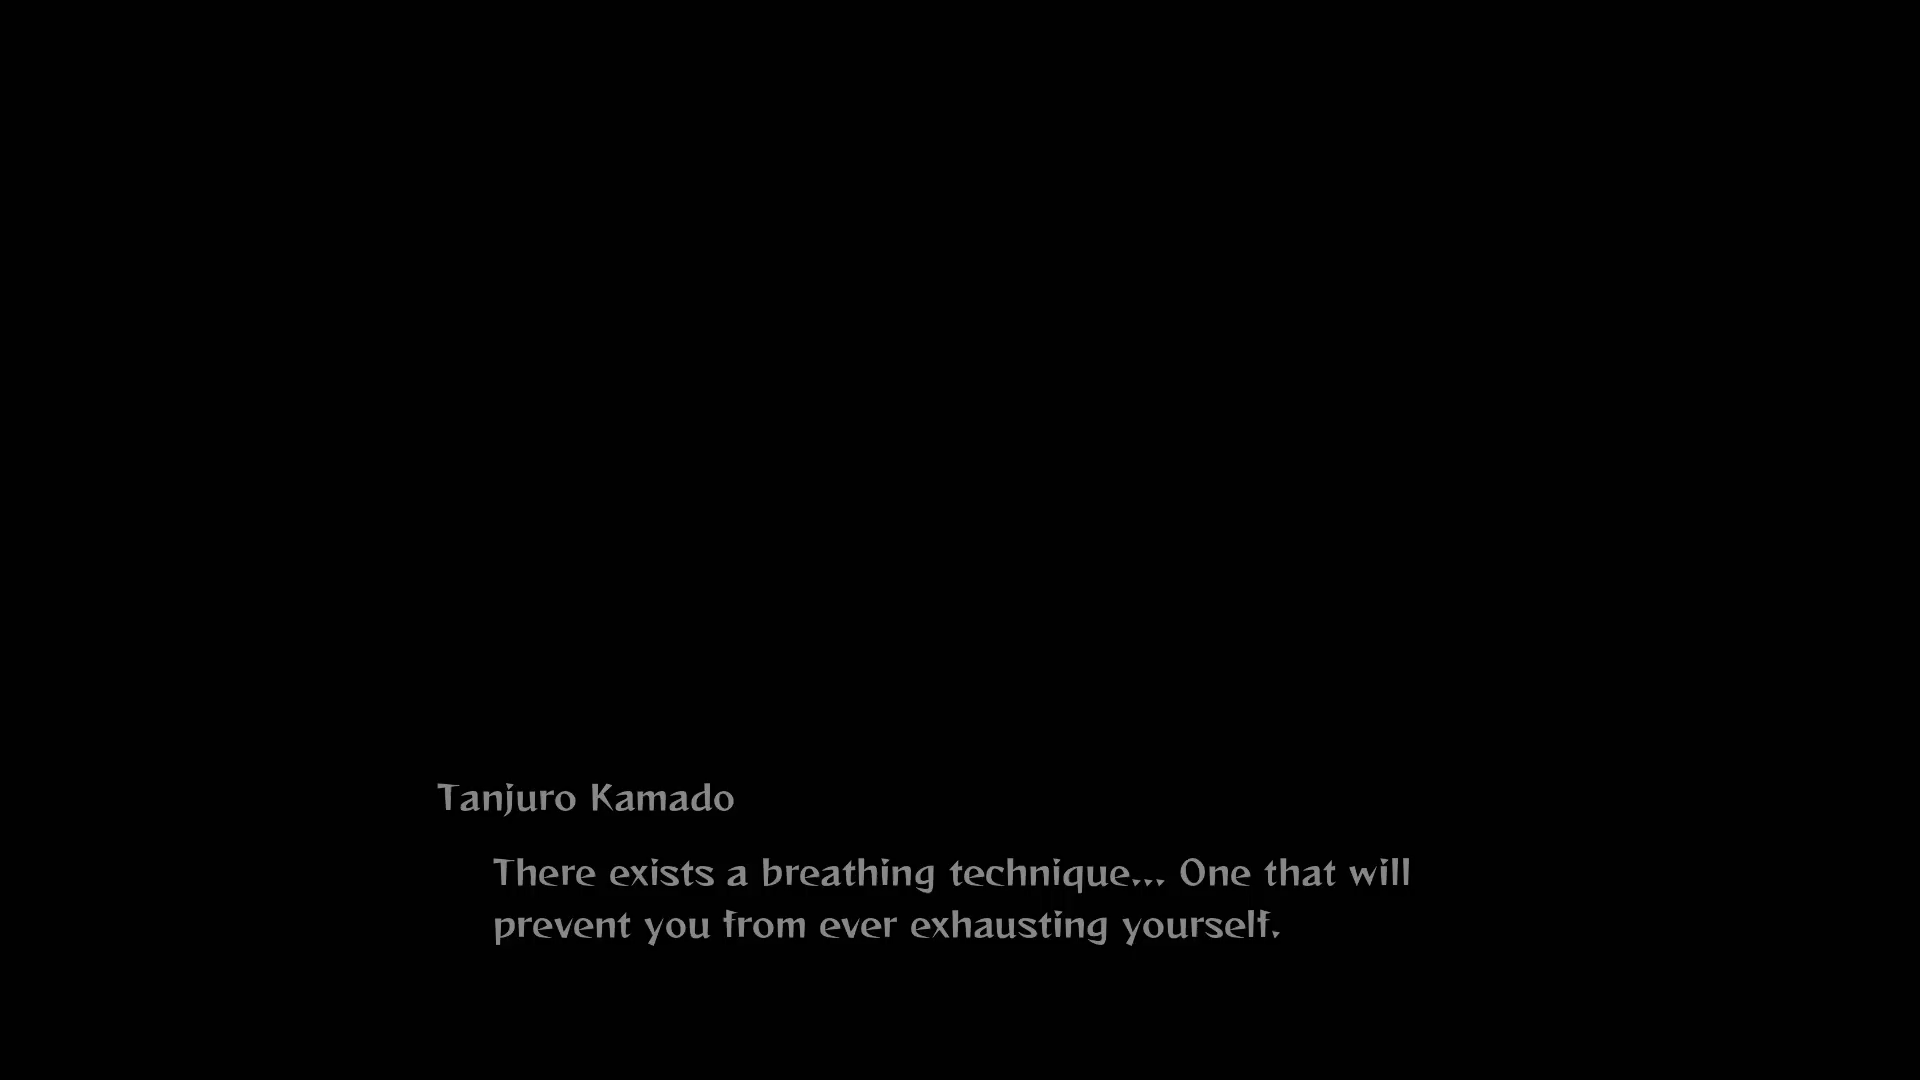 Tanjuro Kamado
There exists a breathing technique... One that will
prevent you from ever exhausting yourself.